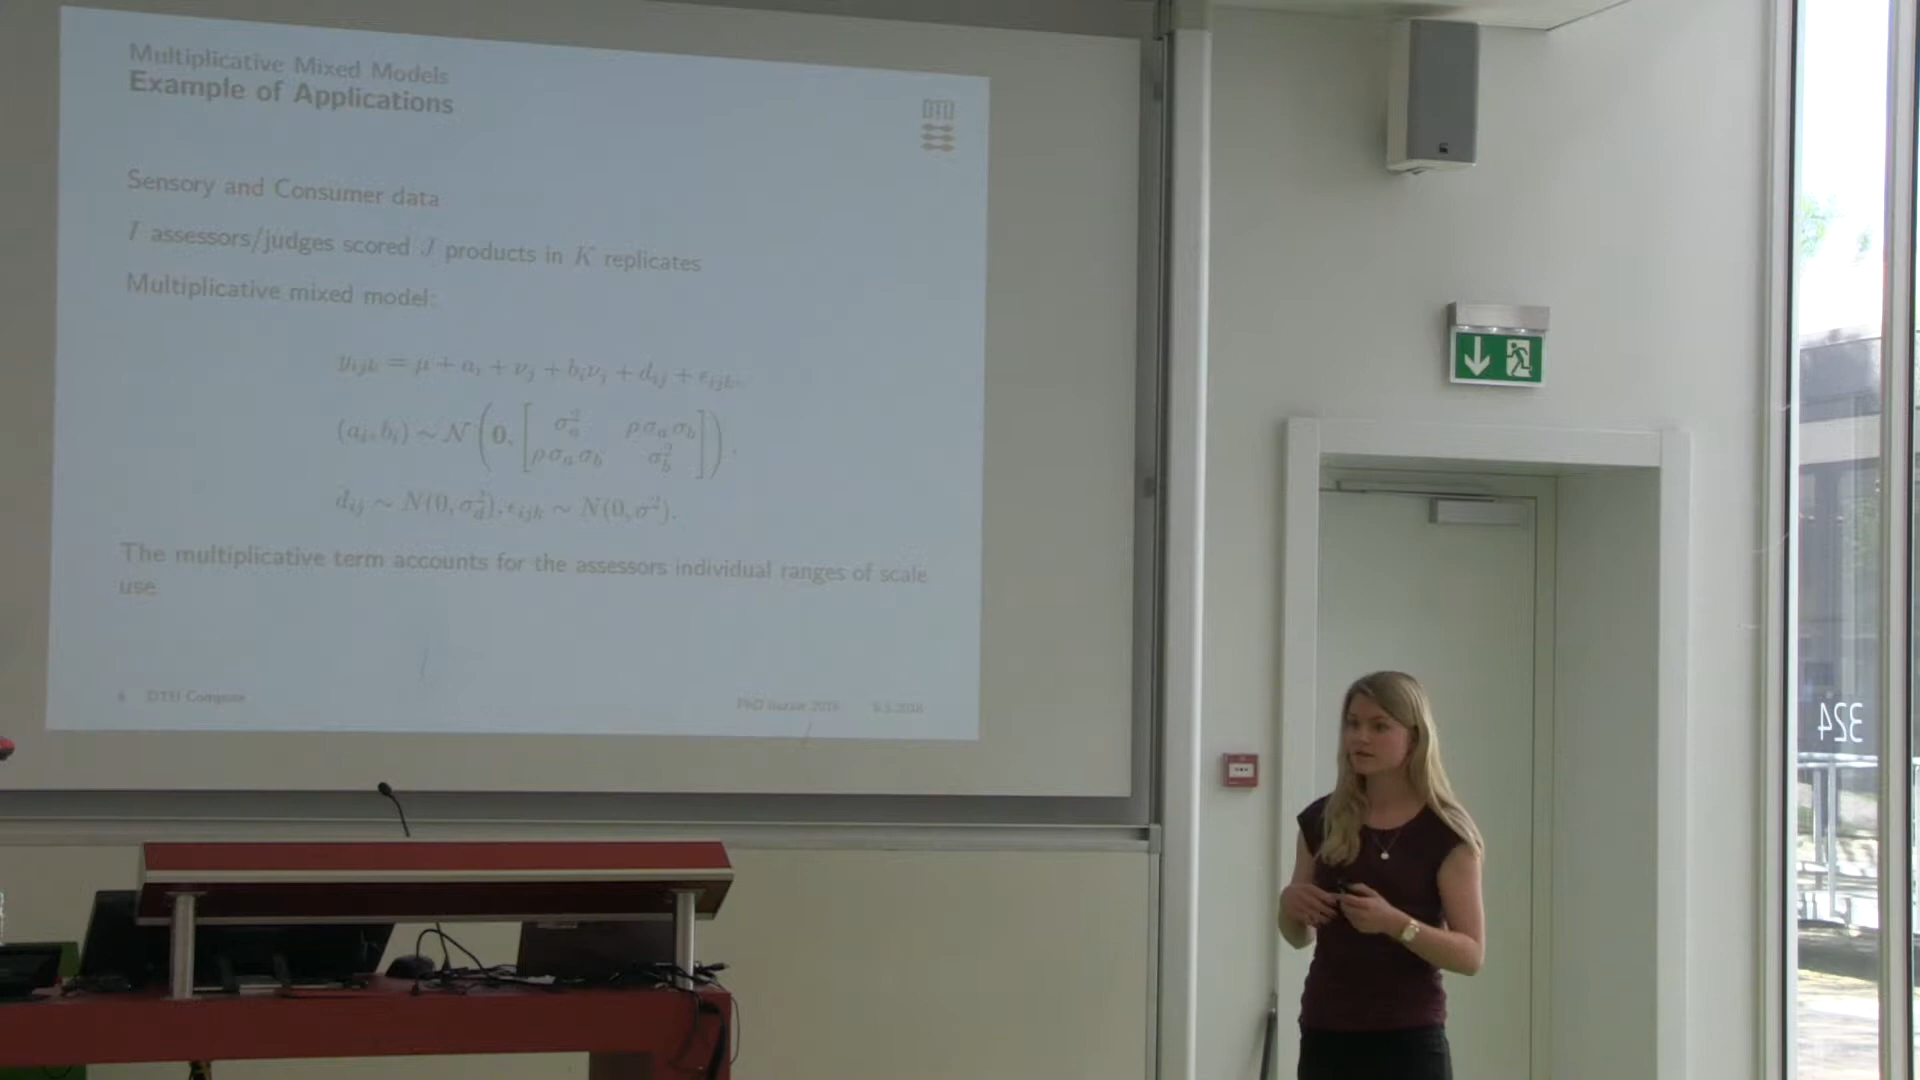 Multiplicative Mixed Models
Example of Applications
DTU
Sensory and Consumer data
I assessors/judges scored J products in K replicates
Multiplicative mixed model:
y_{ijk} = μ + a_i + ν_j + b_iν_j + d_{ij} + ε_{ijk},
(a_i, b_i) ∼ N (0, [σ_a^2 ρσ_aσ_b
ρσ_aσ_b σ_b^2]),
d_{ij} ∼ N(0, σ_d^2), ε_{ijk} ∼ N(0, σ^2).
The multiplicative term accounts for the assessors individual ranges of scale
use
DTU Compute
PhD Bazaar 2018
324